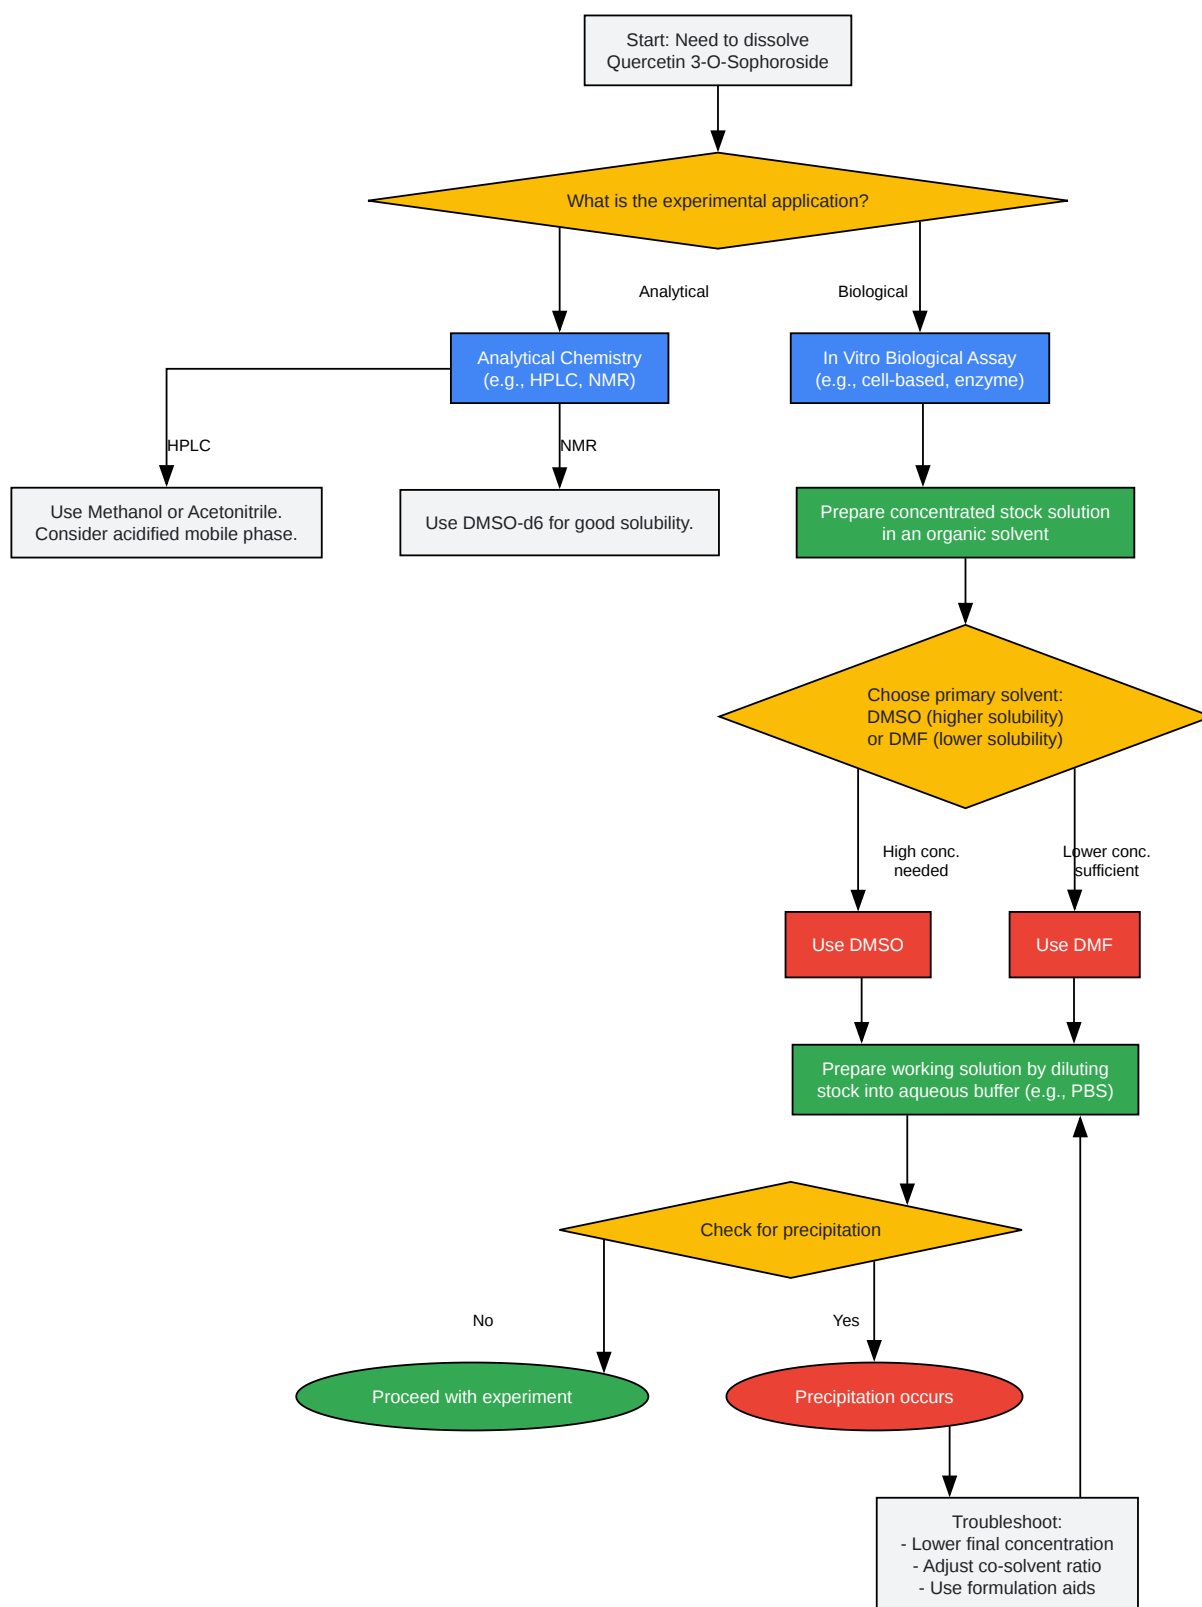 Start: Need to dissolve
Quercetin 3-O-Sophoroside
What is the experimental application?
Analytical
Biological
Analytical Chemistry
(e.g., HPLC, NMR)
In Vitro Biological Assay
(e.g., cell-based, enzyme)
HPLC
NMR
Use Methanol or Acetonitrile.
Consider acidified mobile phase.
Use DMSO-d6 for good solubility.
Prepare concentrated stock solution
in an organic solvent
Choose primary solvent:
DMSO (higher solubility)
or DMF (lower solubility)
High conc.
needed
Lower conc.
sufficient
Use DMSO
Use DMF
Prepare working solution by diluting
stock into aqueous buffer (e.g., PBS)
Check for precipitation
No
Yes
Proceed with experiment
Precipitation occurs
Troubleshoot:
- Lower final concentration
- Adjust co-solvent ratio
- Use formulation aids